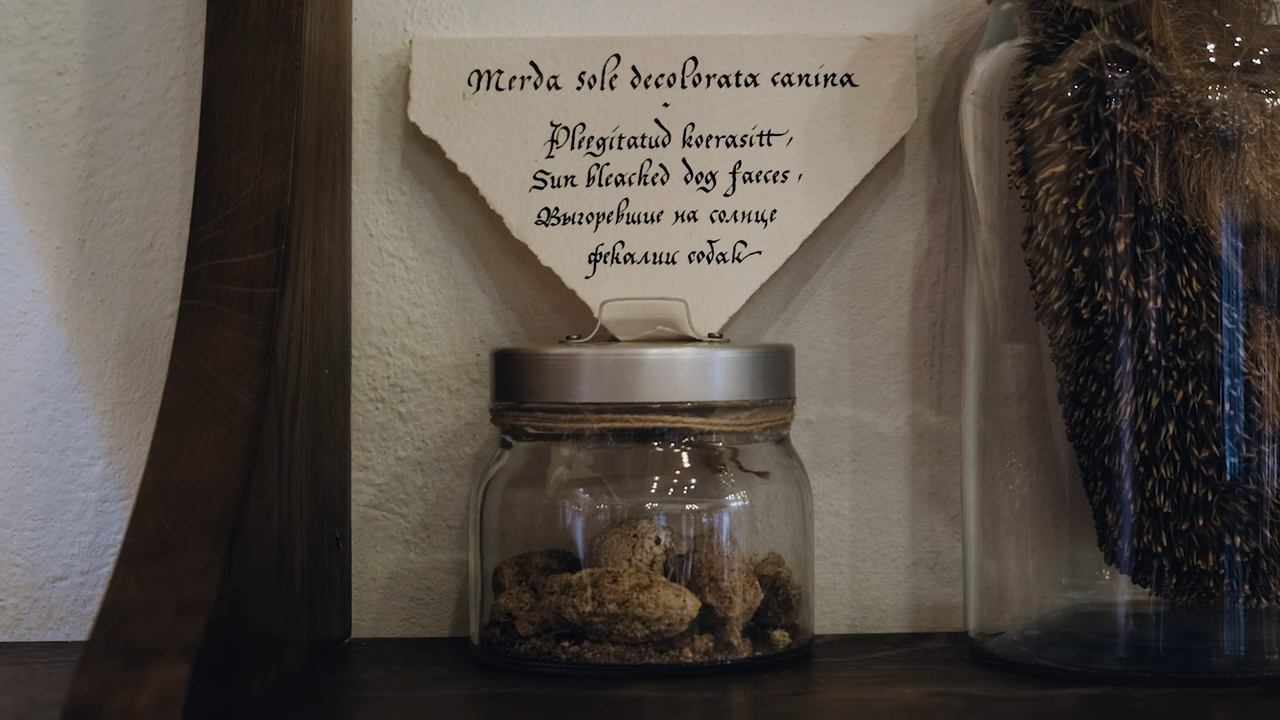 Merda sole decolorata canina
Pleegitatud koerasitt,
Sun bleached dog faeces,
Выгоревшие на солнце
фекалии собак